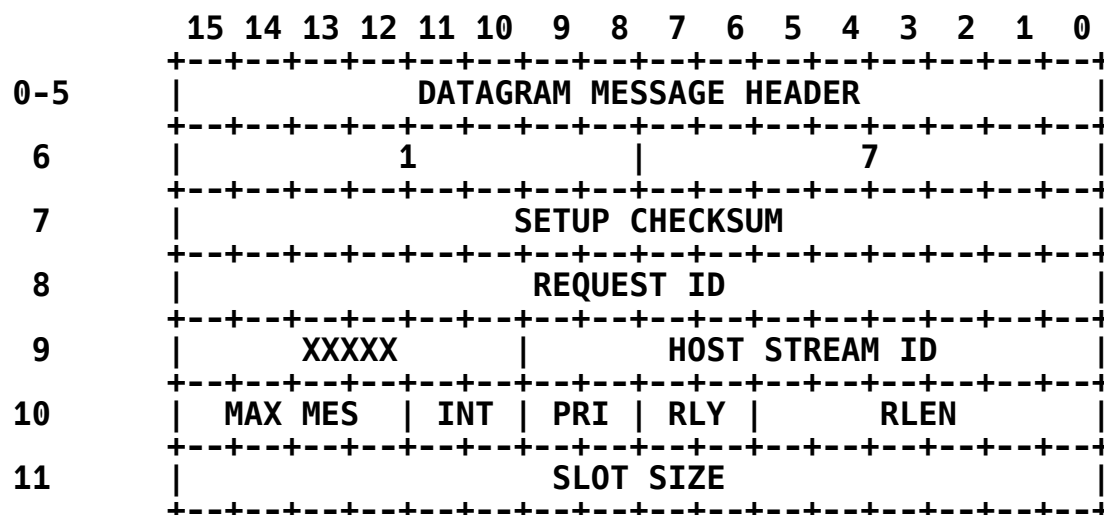 15 14 13 12 11 10 9 8 7 6 5 4 3 2 1 0
+--+--+--+--+--+--+--+--+--+--+--+--+--+--+--+--+
0-5 | DATAGRAM MESSAGE HEADER |
+--+--+--+--+--+--+--+--+--+--+--+--+--+--+--+--+
6 | 1 | 7 |
+--+--+--+--+--+--+--+--+--+--+--+--+--+--+--+--+
7 | SETUP CHECKSUM |
+--+--+--+--+--+--+--+--+--+--+--+--+--+--+--+--+
8 | REQUEST ID |
+--+--+--+--+--+--+--+--+--+--+--+--+--+--+--+--+
9 | XXXXX | HOST STREAM ID |
+--+--+--+--+--+--+--+--+--+--+--+--+--+--+--+--+
10 | MAX MES | INT | PRI | RLY | RLEN |
+--+--+--+--+--+--+--+--+--+--+--+--+--+--+--+--+
11 | SLOT SIZE |
+--+--+--+--+--+--+--+--+--+--+--+--+--+--+--+--+